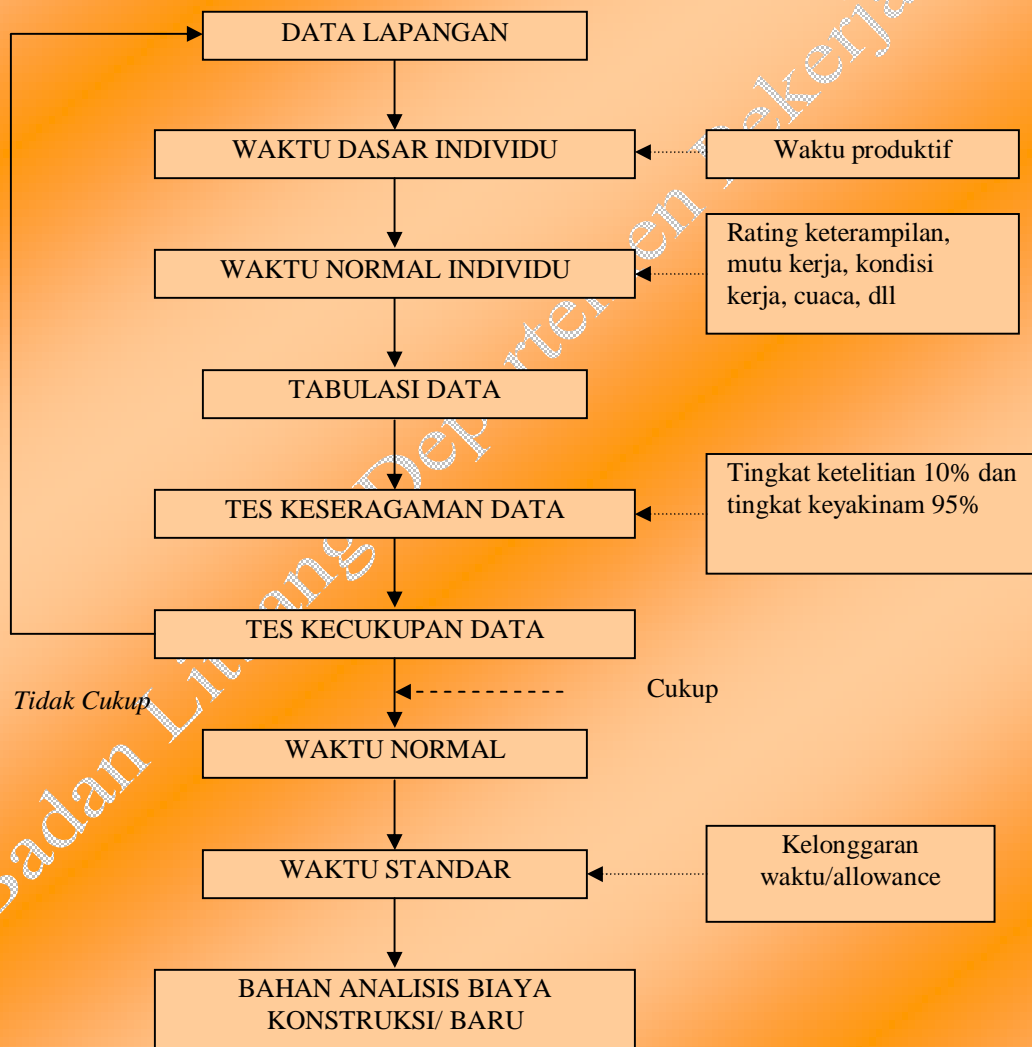 DATA LAPANGAN
WAKTU DASAR INDIVIDU
Waktu produktif
WAKTU NORMAL INDIVIDU
Rating keterampilan,
mutu kerja, kondisi
kerja, cuaca, dll
TABULASI DATA
TES KESERAGAMAN DATA
Tingkat ketelitian 10% dan
tingkat keyakinam 95%
TES KECUKUPAN DATA
Tidak Cukup
Cukup
WAKTU NORMAL
WAKTU STANDAR
Kelonggaran
waktu/allowance
BAHAN ANALISIS BIAYA
KONSTRUKSI/ BARU
Badan Litbang